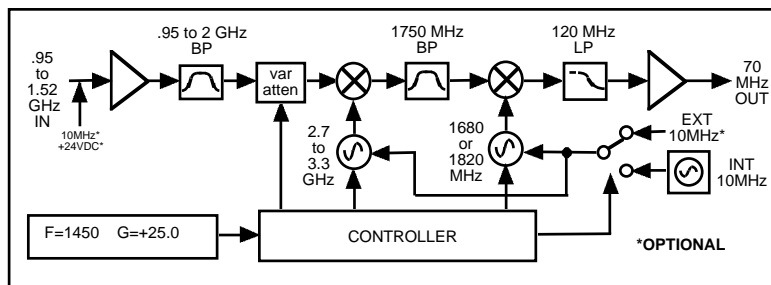 .95
to
1.52
GHz
IN
10MHz*
+24VDC*
.95 to 2 GHz
BP
var
atten
2.7
to
3.3
GHz
1750 MHz
BP
1680
or
1820
MHz
120 MHz
LP
70
MHz
OUT
EXT
10MHz*
INT
10MHz
F=1450 G=+25.0
CONTROLLER
*OPTIONAL